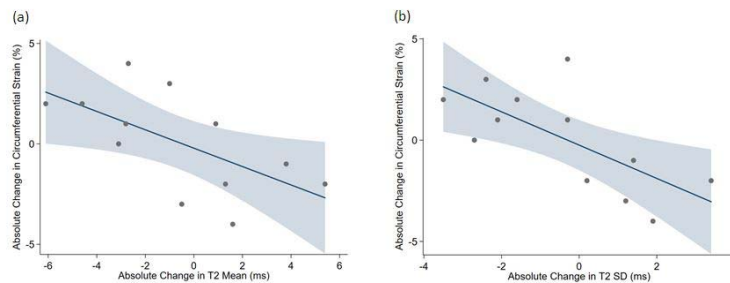 (a)
Absolute Change in Circumferential Strain (%)
5
0
-5
-6 -4 -2 0 2 4 6
Absolute Change in T2 Mean (ms)
(b)
Absolute Change in Circumferential Strain (%)
5
0
-5
-4 -2 0 2
Absolute Change in T2 SD (ms)